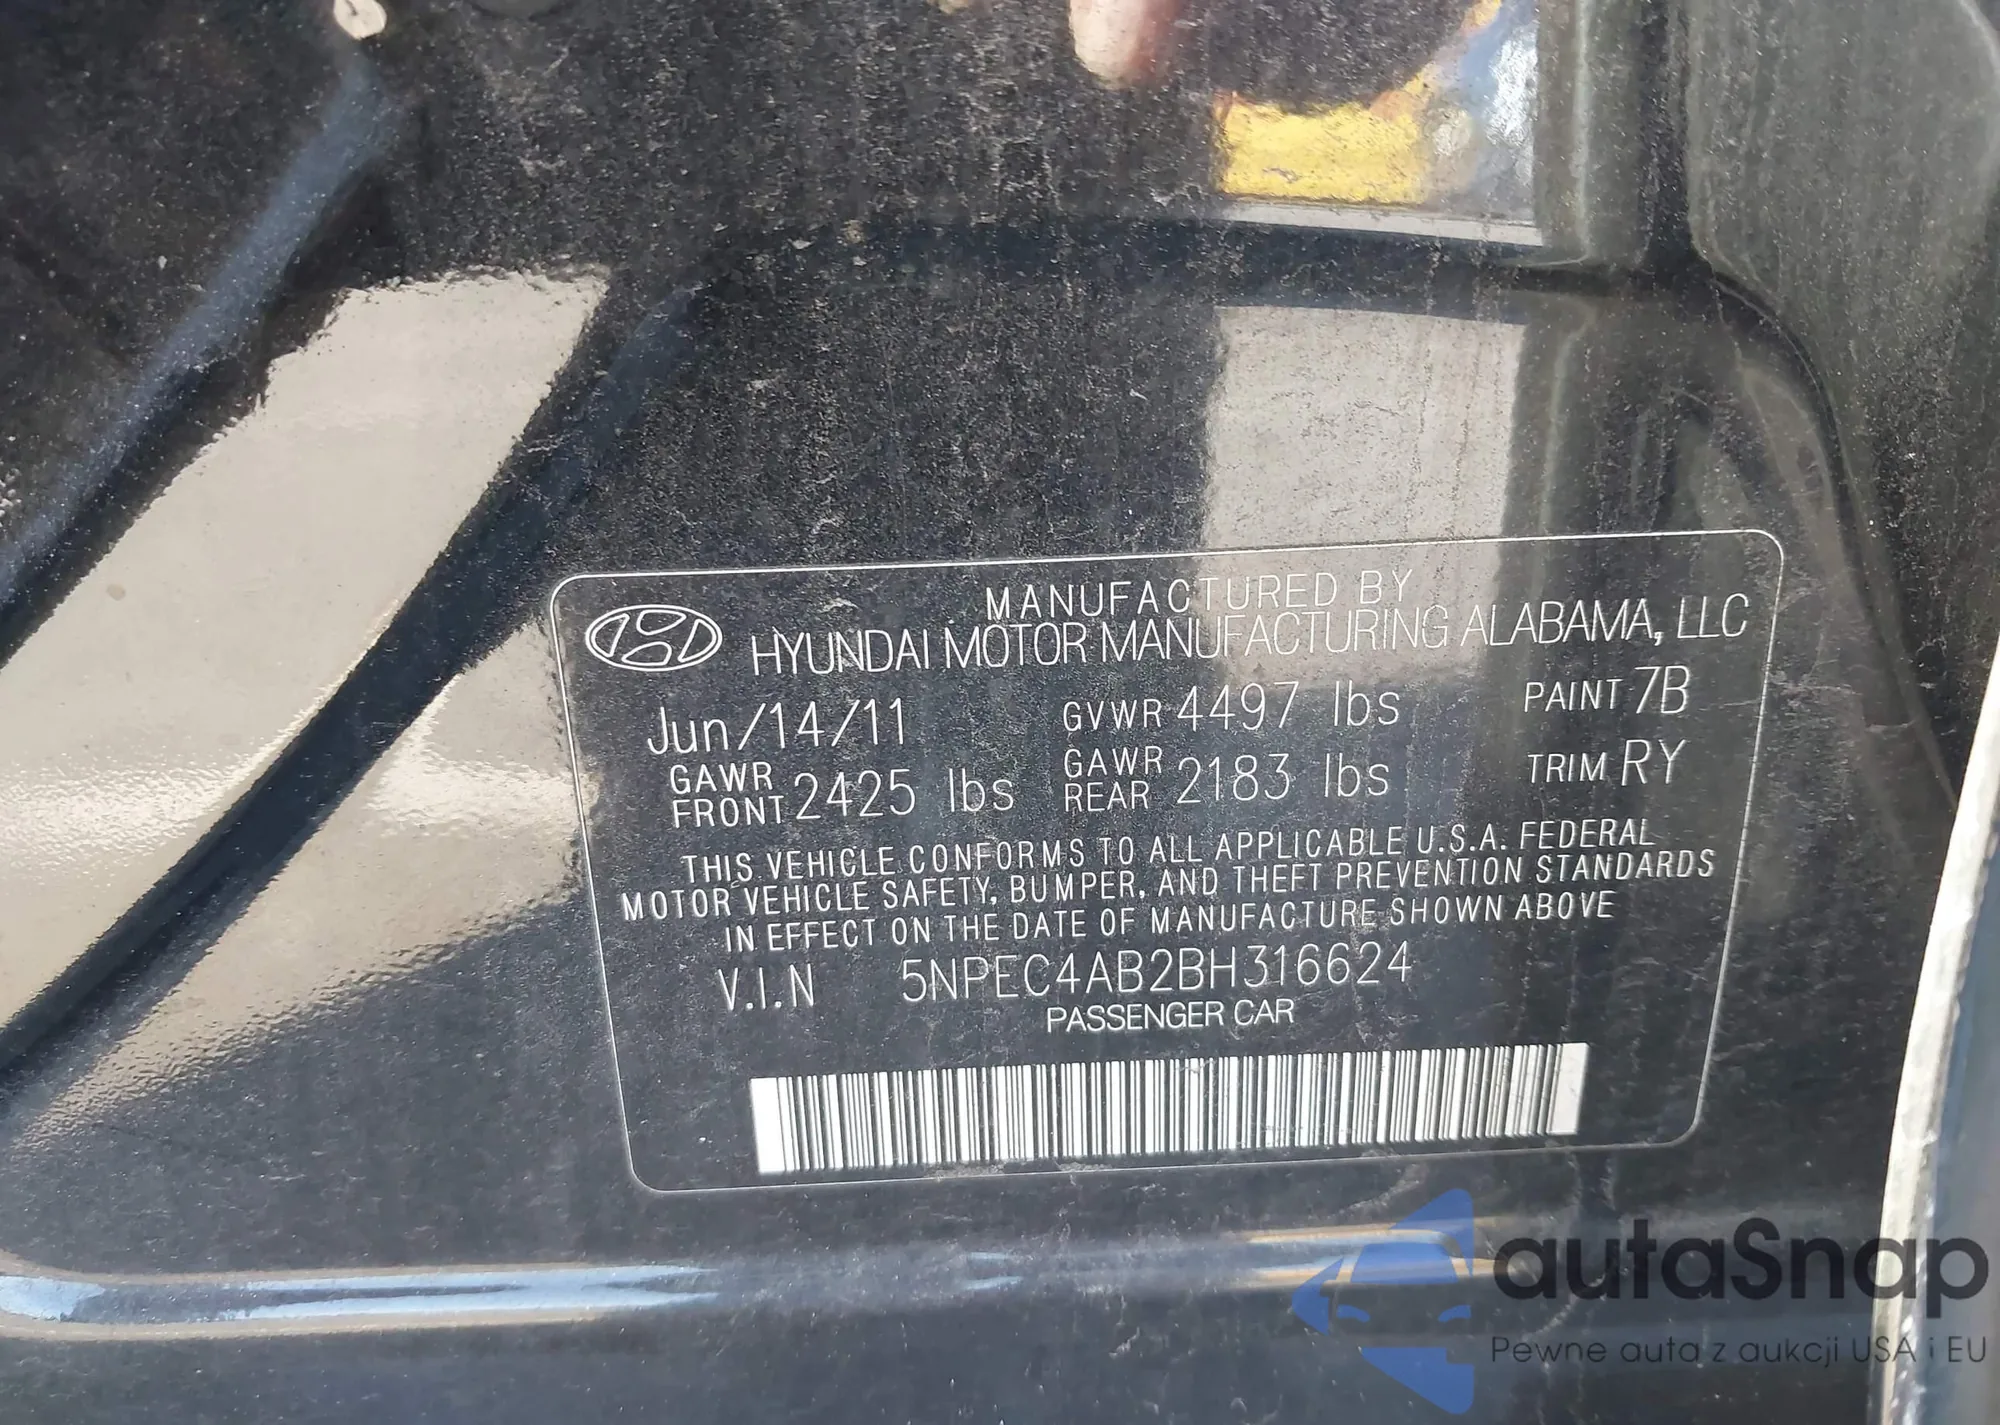 MANUFACTURED BY
HYUNDAI MOTOR MANUFACTURING ALABAMA, LLC
Jun/14/11 GVWR 4497 lbs PAINT 7B
GAWR FRONT 2425 lbs GAWR REAR 2183 lbs TRIM RY
THIS VEHICLE CONFORMS TO ALL APPLICABLE U.S.A. FEDERAL
MOTOR VEHICLE SAFETY, BUMPER, AND THEFT PREVENTION STANDARDS
IN EFFECT ON THE DATE OF MANUFACTURE SHOWN ABOVE
V.I.N 5NPEC4AB2BH316624
PASSENGER CAR
autaSnap
Pewne auta z aukcji USA i EU